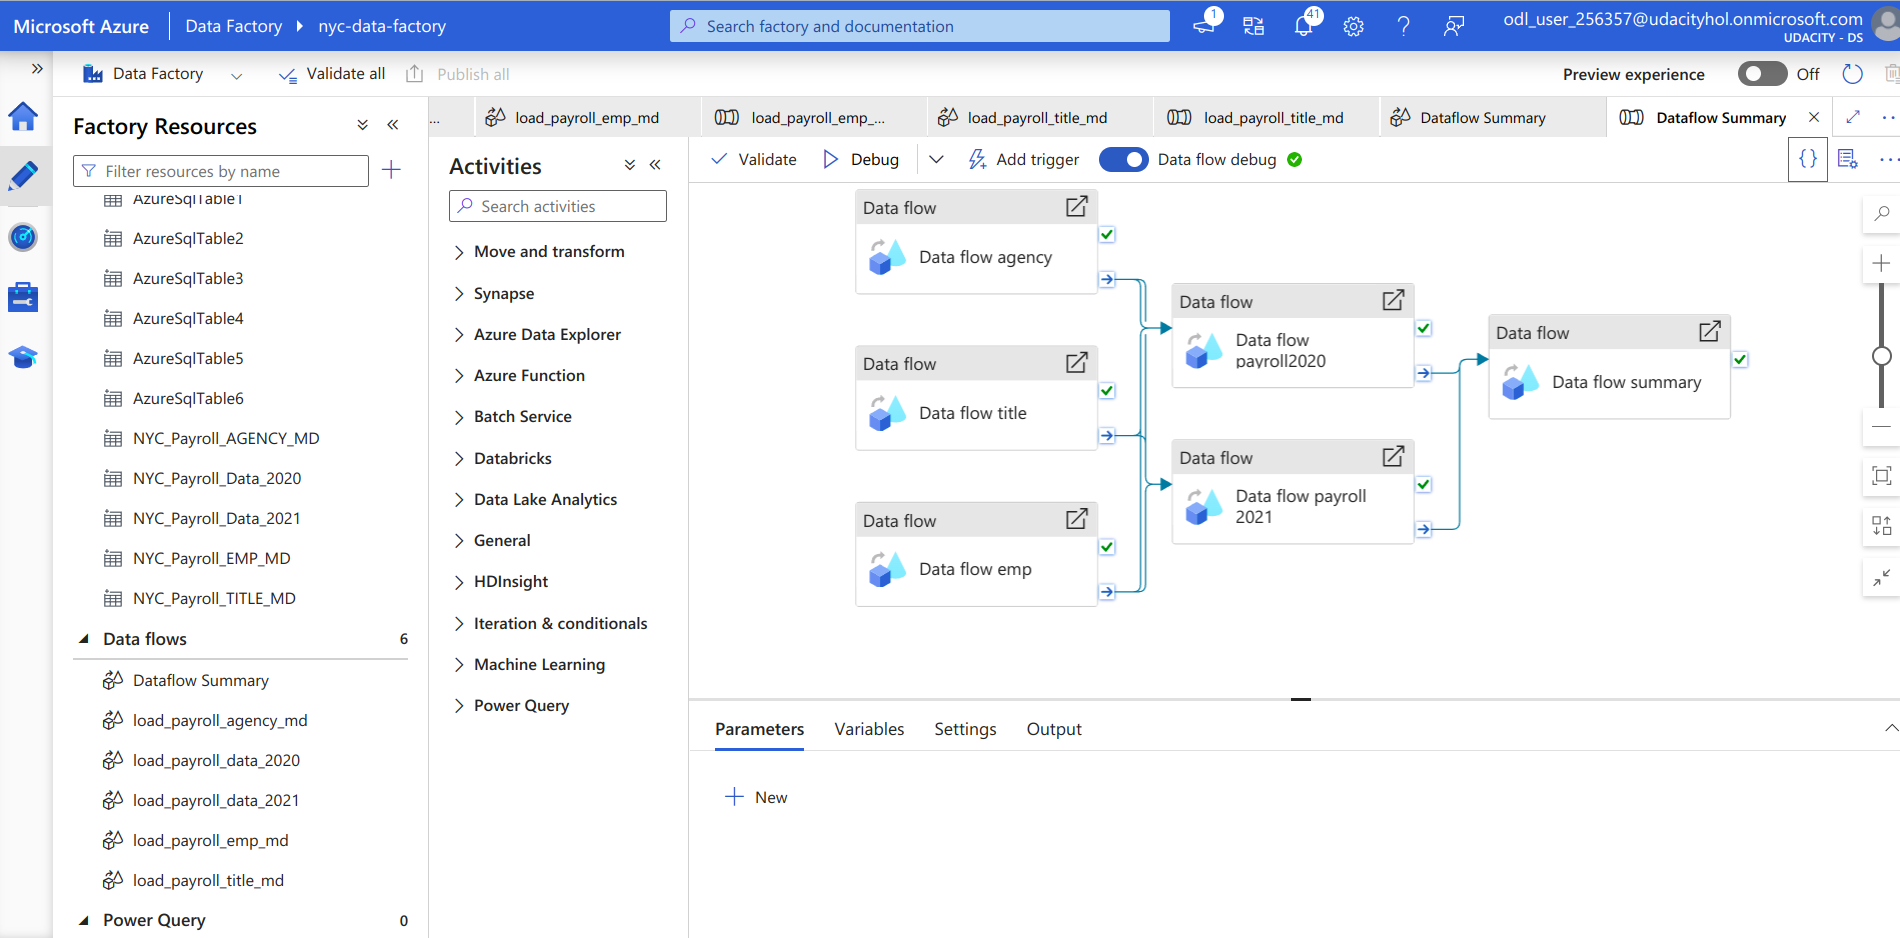 Microsoft Azure
Data Factory
nyc-data-factory
Search factory and documentation
1
41
odl_user_256357@udacityhol.onmicrosoft.com
UDACITY - DS
Data Factory
Validate all
Publish all
Preview experience
Off
Factory Resources
Filter resources by name
AzureSqlTable1
AzureSqlTable2
AzureSqlTable3
AzureSqlTable4
AzureSqlTable5
AzureSqlTable6
NYC_Payroll_AGENCY_MD
NYC_Payroll_Data_2020
NYC_Payroll_Data_2021
NYC_Payroll_EMP_MD
NYC_Payroll_TITLE_MD
Data flows
6
Dataflow Summary
load_payroll_agency_md
load_payroll_data_2020
load_payroll_data_2021
load_payroll_emp_md
load_payroll_title_md
Power Query
0
...
load_payroll_emp_md
load_payroll_emp_...
load_payroll_title_md
load_payroll_title_md
Dataflow Summary
Dataflow Summary
Activities
Search activities
Move and transform
Synapse
Azure Data Explorer
Azure Function
Batch Service
Databricks
Data Lake Analytics
General
HDInsight
Iteration & conditionals
Machine Learning
Power Query
Validate
Debug
Add trigger
Data flow debug
{}
Data flow
Data flow agency
Data flow
Data flow title
Data flow
Data flow emp
Data flow
Data flow
payroll2020
Data flow
Data flow payroll
2021
Data flow
Data flow summary
Parameters
Variables
Settings
Output
New